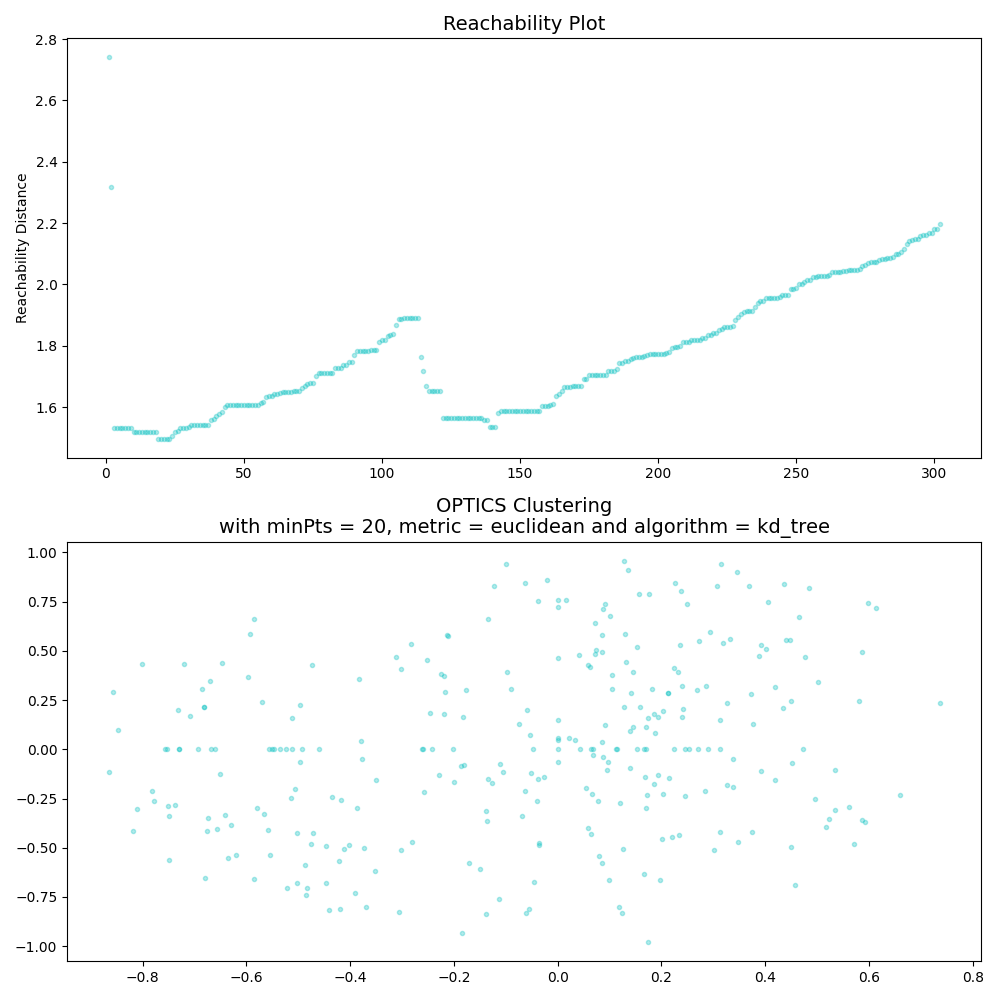 Reachability Plot
2.8
2.6
2.4
2.2
2.0
1.8
1.6
Reachability Distance
0 50 100 150 200 250 300
OPTICS Clustering
with minPts = 20, metric = euclidean and algorithm = kd_tree
1.00
0.75
0.50
0.25
0.00
−0.25
−0.50
−0.75
−1.00
−0.8 −0.6 −0.4 −0.2 0.0 0.2 0.4 0.6 0.8